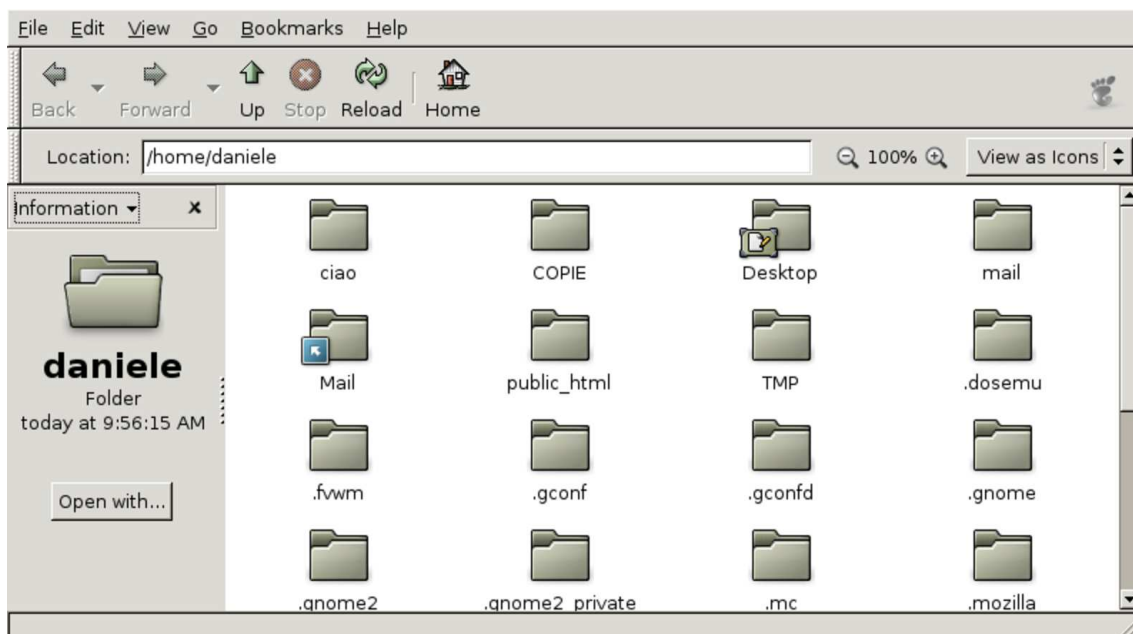 File Edit View Go Bookmarks Help
Back Forward Up Stop Reload Home
Location: /home/daniele 100% View as Icons
Information
daniele
Folder
today at 9:56:15 AM
Open with...
ciao COPIE Desktop mail
Mail public_html TMP .dosemu
.fvwm .gconf .gconfd .gnome
.gnome2 .gnome2_private .mc .mozilla